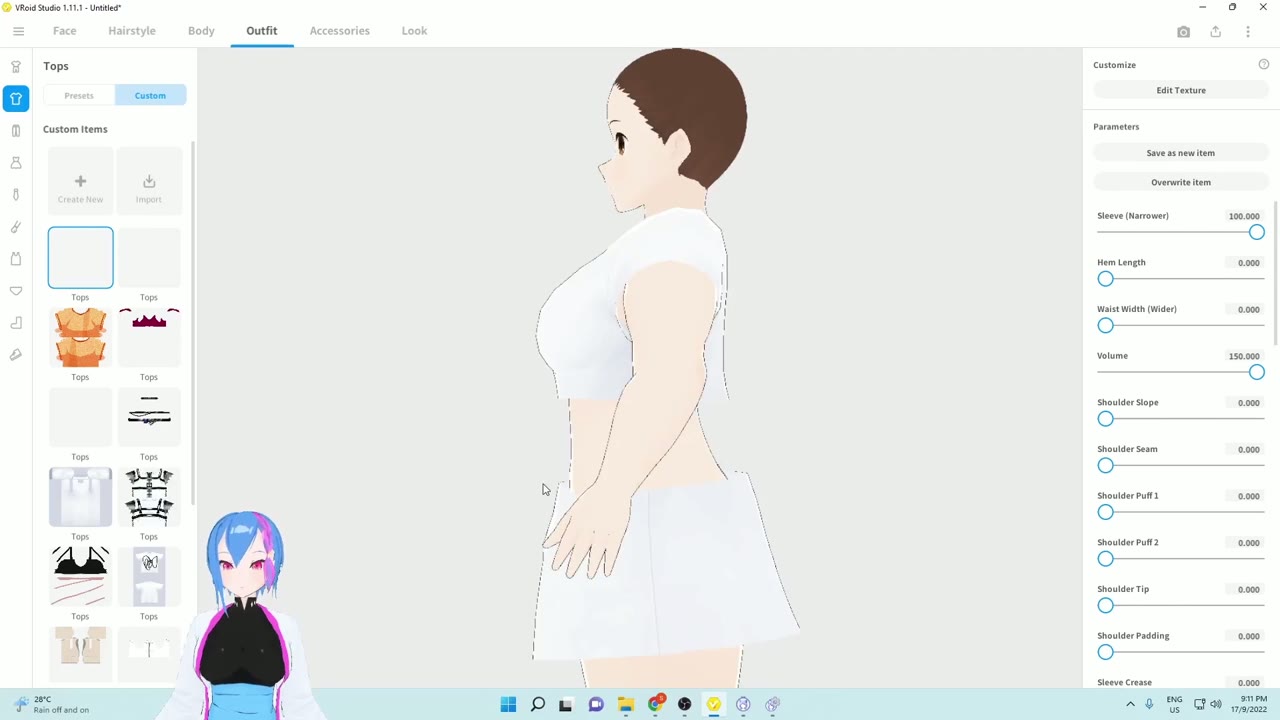 VRoid Studio 1.11.1 - Untitled*
Face Hairstyle Body Outfit Accessories Look
Tops
Presets Custom
Custom Items
Create New Import
Tops Tops
Tops Tops
Tops Tops
Tops Tops
Customize
Edit Texture
Parameters
Save as new item
Overwrite item
Sleeve (Narrower) 100.000
Hem Length 0.000
Waist Width (Wider) 0.000
Volume 150.000
Shoulder Slope 0.000
Shoulder Seam 0.000
Shoulder Puff 1 0.000
Shoulder Puff 2 0.000
Shoulder Tip 0.000
Shoulder Padding 0.000
Sleeve Crease 0.000
28°C
Rain off and on
ENG
US
9:11 PM
17/9/2022